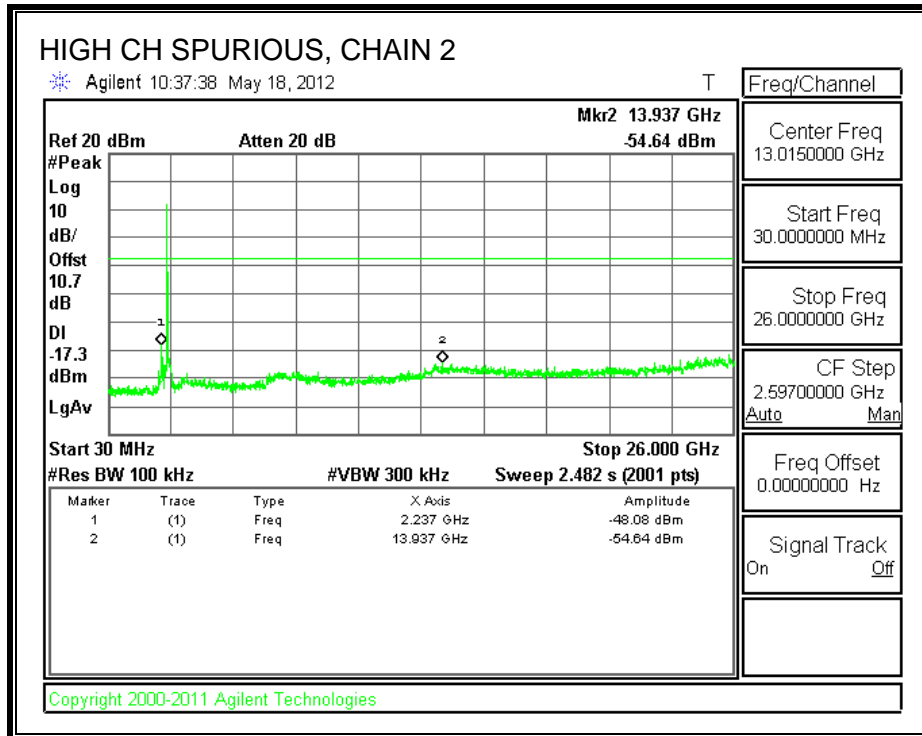 HIGH CH SPURIOUS, CHAIN 2
Agilent 10:37:38 May 18, 2012 T
Mkr2 13.937 GHz
Ref 20 dBm Atten 20 dB -54.64 dBm
#Peak
Log
10
dB/
Offst
10.7
dB
DI
-17.3
dBm
LgAv
1
2
Start 30 MHz Stop 26.000 GHz
#Res BW 100 kHz #VBW 300 kHz Sweep 2.482 s (2001 pts)
Marker Trace Type X Axis Amplitude
1 (1) Freq 2.237 GHz -48.08 dBm
2 (1) Freq 13.937 GHz -54.64 dBm
Copyright 2000-2011 Agilent Technologies
Freq/Channel
Center Freq
13.0150000 GHz
Start Freq
30.0000000 MHz
Stop Freq
26.0000000 GHz
CF Step
2.59700000 GHz
Auto Man
Freq Offset
0.00000000 Hz
Signal Track
On Off